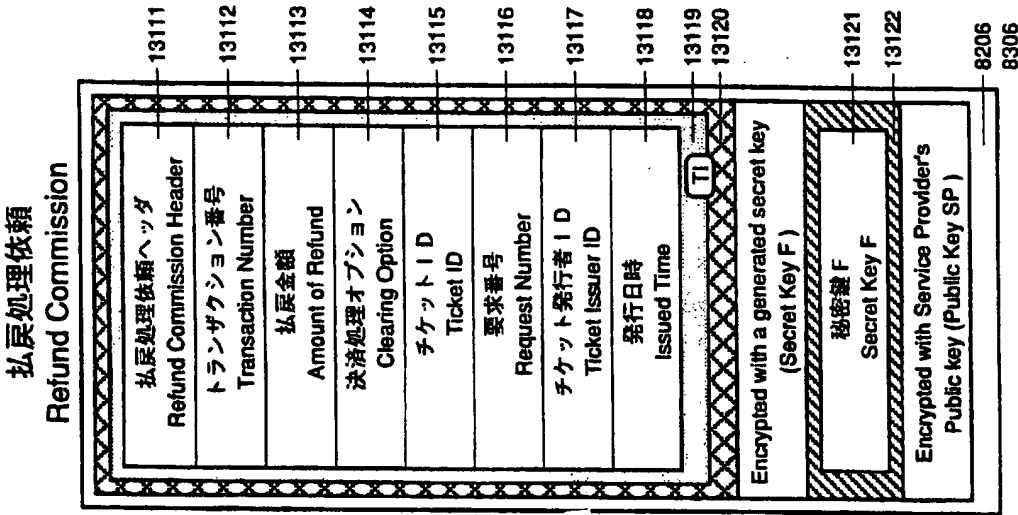 払戻処理依頼
Refund Commission
払戻処理依頼ヘッダ
Refund Commission Header
13111
トランザクション番号
Transaction Number
13112
払戻金額
Amount of Refund
13113
決済処理オプション
Clearing Option
13114
チケットID
Ticket ID
13115
要求番号
Request Number
13116
チケット発行者ID
Ticket Issuer ID
13117
発行日時
Issued Time
13118
TI
13119
13120
Encrypted with a generated secret key
(Secret Key F)
秘密鍵F
Secret Key F
13121
13122
Encrypted with Service Provider's
Public key (Public Key SP)
8206
8306